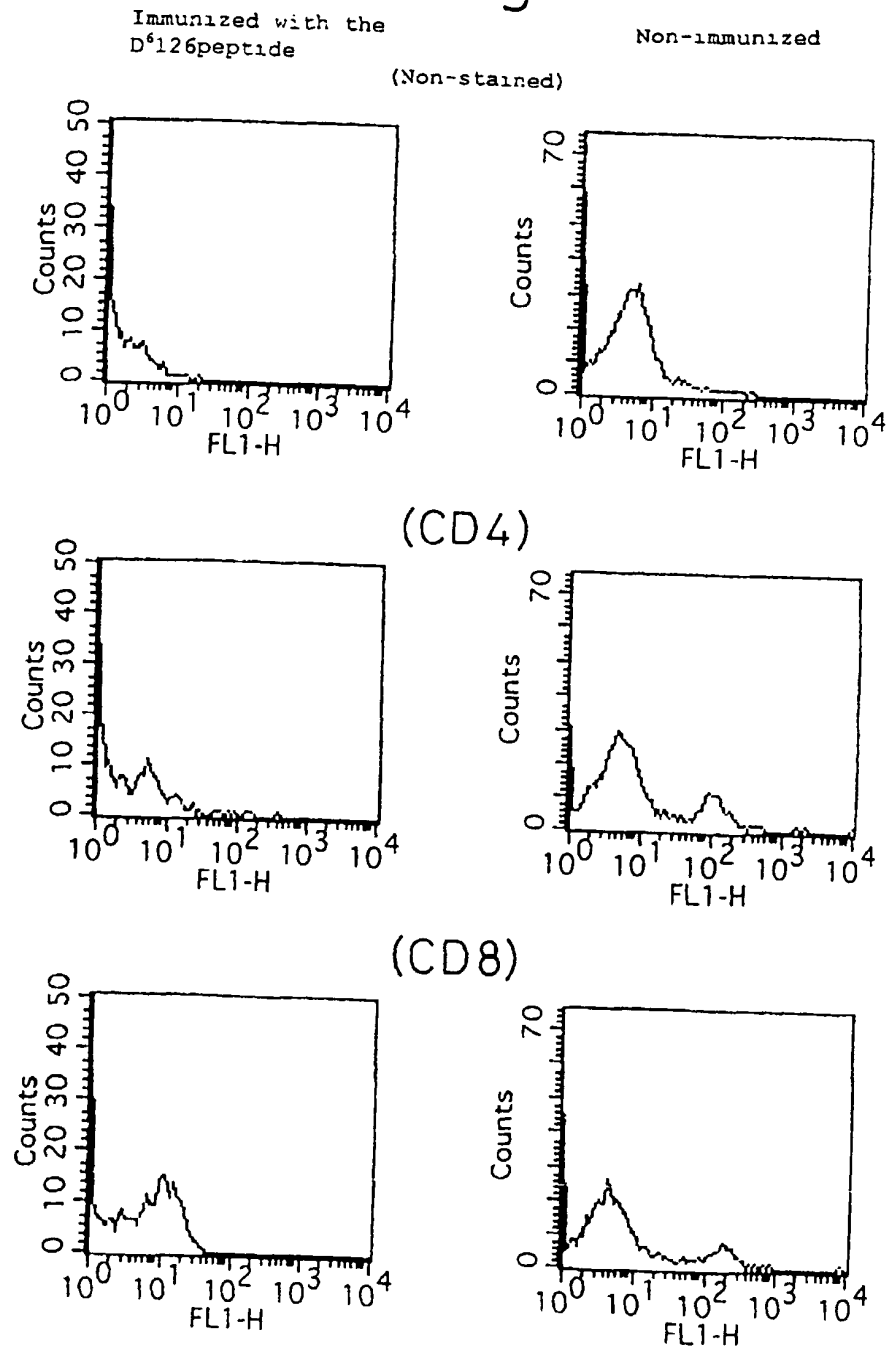 Immunized with the
D⁶126peptide
Non-immunized
(Non-stained)
50
40
30
20
10
0
Counts
10⁰ 10¹ 10² 10³ 10⁴
FL1-H
70
0
Counts
10⁰ 10¹ 10² 10³ 10⁴
FL1-H
(CD4)
50
40
30
20
10
0
Counts
10⁰ 10¹ 10² 10³ 10⁴
FL1-H
70
0
Counts
10⁰ 10¹ 10² 10³ 10⁴
FL1-H
(CD8)
50
40
30
20
10
0
Counts
10⁰ 10¹ 10² 10³ 10⁴
FL1-H
70
0
Counts
10⁰ 10¹ 10² 10³ 10⁴
FL1-H